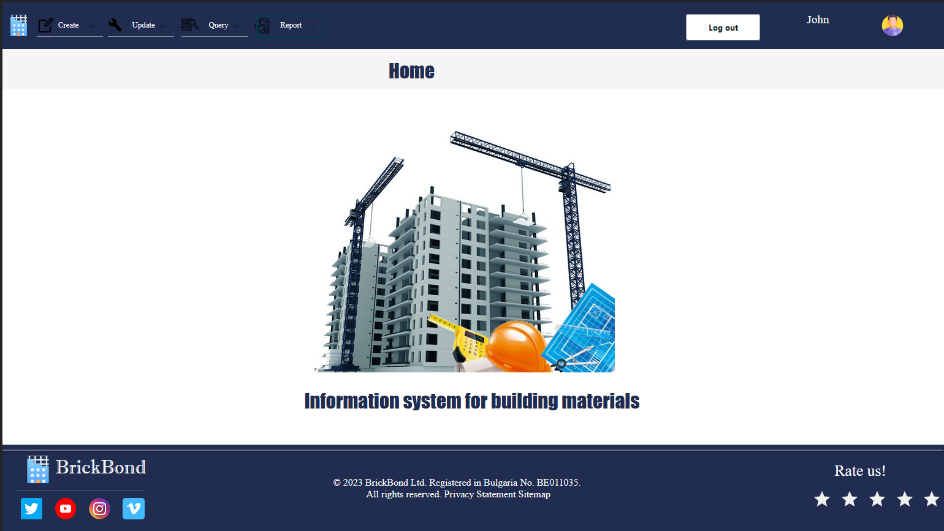 Create
Update
Query
Report
Log out
John
Home
Information system for building materials
BrickBond
© 2023 BrickBond Ltd. Registered in Bulgaria No. BE011035.
All rights reserved. Privacy Statement Sitemap
Rate us!